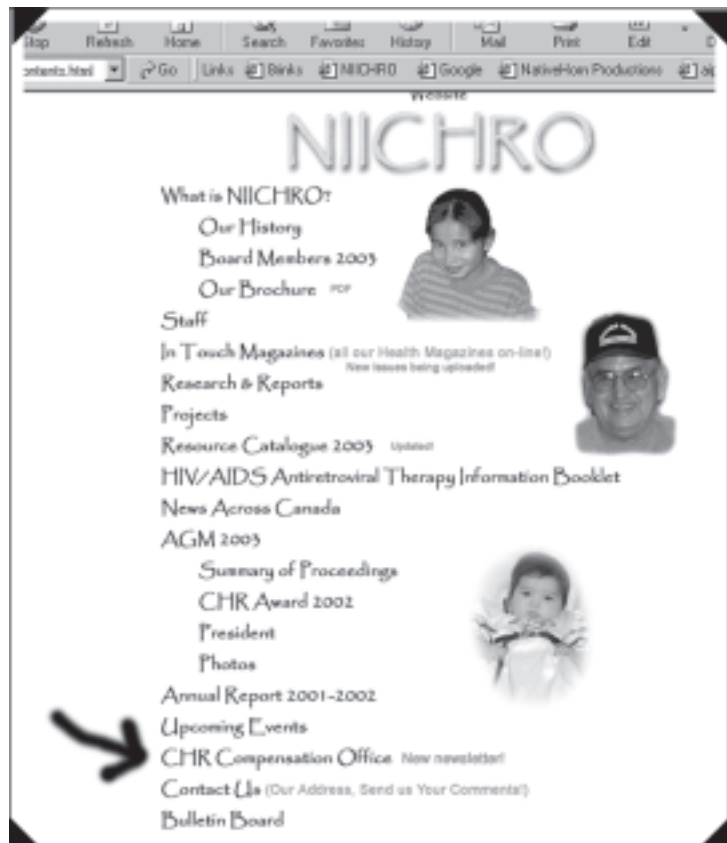 Refresh Home Search Favorites History Mail Print Edit
Go Links NIICHRO Google NativeHorn Productions
Website
NIICHRO
What is NIICHRO?
Our History
Board Members 2003
Our Brochure PDF
Staff
In Touch Magazines (all our Health Magazines on-line!)
New issues being uploaded!
Research & Reports
Projects
Resource Catalogue 2003 Updated!
HIV/AIDS Antiretroviral Therapy Information Booklet
News Across Canada
AGM 2003
Summary of Proceedings
CHR Award 2002
President
Photos
Annual Report 2001-2002
Upcoming Events
CHR Compensation Office New newsletter!
Contact Us (Our Address, Send us Your Comments!)
Bulletin Board